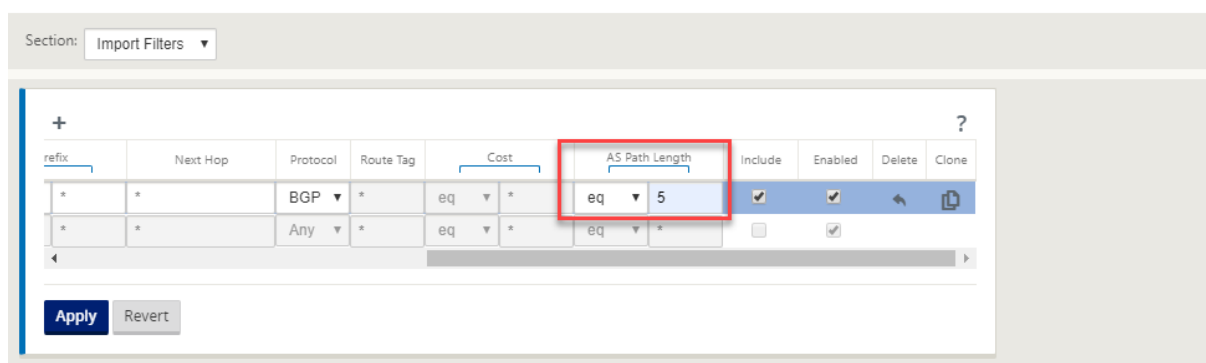 Section: Import Filters ▼
+ ?
refix Next Hop Protocol Route Tag Cost AS Path Length Include Enabled Delete Clone
* * BGP ▼ * eq ▼ * eq ▼ 5
* * Any ▼ * eq ▼ * eq ▼ *
Apply Revert